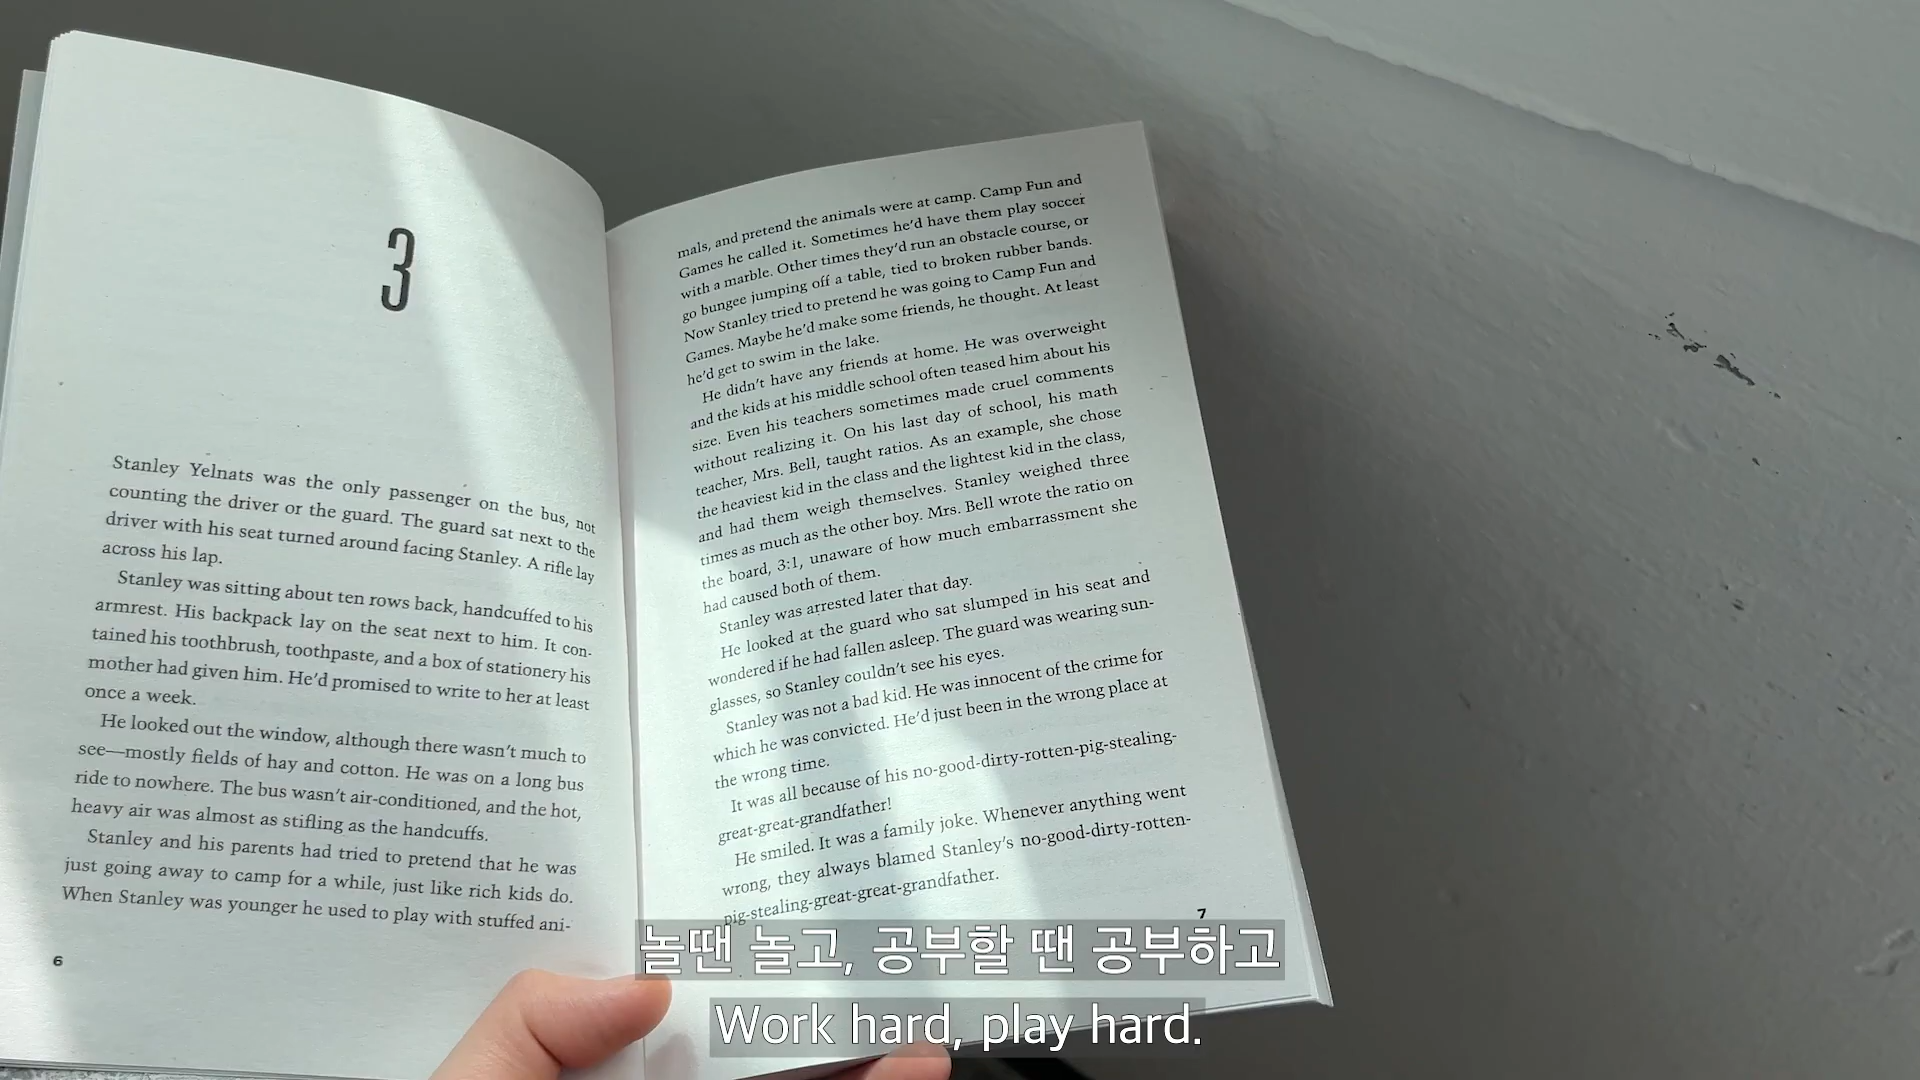 3
Stanley Yelnats was the only passenger on the bus, not
counting the driver or the guard. The guard sat next to the
driver with his seat turned around facing Stanley. A rifle lay
across his lap.
Stanley was sitting about ten rows back, handcuffed to his
armrest. His backpack lay on the seat next to him. It con-
tained his toothbrush, toothpaste, and a box of stationery his
mother had given him. He'd promised to write to her at least
once a week.
He looked out the window, although there wasn't much to
see—mostly fields of hay and cotton. He was on a long bus
ride to nowhere. The bus wasn't air-conditioned, and the hot,
heavy air was almost as stifling as the handcuffs.
Stanley and his parents had tried to pretend that he was
just going away to camp for a while, just like rich kids do.
When Stanley was younger he used to play with stuffed ani-
6
mals, and pretend the animals were at camp. Camp Fun and
Games he called it. Sometimes he'd have them play soccer
with a marble. Other times they'd run an obstacle course, or
go bungee jumping off a table, tied to broken rubber bands.
Now Stanley tried to pretend he was going to Camp Fun and
Games. Maybe he'd make some friends, he thought. At least
he'd get to swim in the lake.
He didn't have any friends at home. He was overweight
and the kids at his middle school often teased him about his
size. Even his teachers sometimes made cruel comments
without realizing it. On his last day of school, his math
teacher, Mrs. Bell, taught ratios. As an example, she chose
the heaviest kid in the class and the lightest kid in the class,
and had them weigh themselves. Stanley weighed three
times as much as the other boy. Mrs. Bell wrote the ratio on
the board, 3:1, unaware of how much embarrassment she
had caused both of them.
Stanley was arrested later that day.
He looked at the guard who sat slumped in his seat and
wondered if he had fallen asleep. The guard was wearing sun-
glasses, so Stanley couldn't see his eyes.
Stanley was not a bad kid. He was innocent of the crime for
which he was convicted. He'd just been in the wrong place at
the wrong time.
It was all because of his no-good-dirty-rotten-pig-stealing-
great-great-grandfather!
He smiled. It was a family joke. Whenever anything went
wrong, they always blamed Stanley's no-good-dirty-rotten-
pig-stealing-great-great-grandfather.
7
놀땐 놀고, 공부할 땐 공부하고
Work hard, play hard.